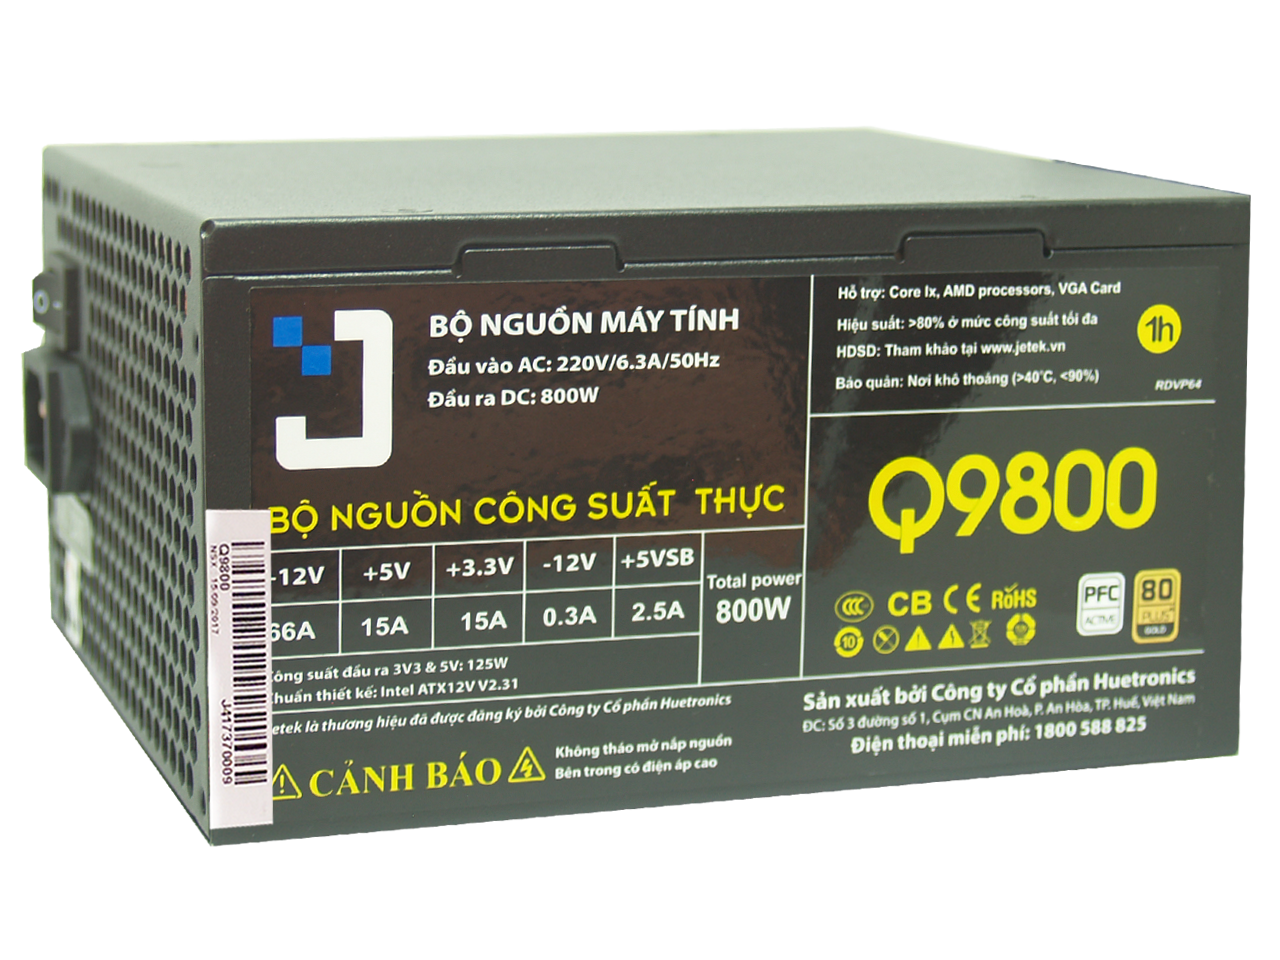 BỘ NGUỒN MÁY TÍNH
Đầu vào AC: 220V/6.3A/50Hz
Đầu ra DC: 800W
BỘ NGUỒN CÔNG SUẤT THỰC
-12V +5V +3.3V -12V +5VSB
66A 15A 15A 0.3A 2.5A
Total power
800W
ông suất đầu ra 3V3 & 5V: 125W
huẩn thiết kế: Intel ATX12V V2.31
etek là thương hiệu đã được đăng ký bởi Công ty Cổ phần Huetronics
CẢNH BÁO
Không tháo mở nắp nguồn
Bên trong có điện áp cao
Hỗ trợ: Core Ix, AMD processors, VGA Card
Hiệu suất: >80% ở mức công suất tối đa
HDSD: Tham khảo tại www.jetek.vn
Bảo quản: Nơi khô thoáng (>40°C, <90%)
1h
RDVP64
Q9800
CCC CB CE RoHS
10
PFC
ACTIVE
80
PLUS
GOLD
Sản xuất bởi Công ty Cổ phần Huetronics
ĐC: Số 3 đường số 1, Cụm CN An Hoà, P. An Hòa, TP. Huế, Việt Nam
Điện thoại miễn phí: 1800 588 825
Q9800
NSX: 15-09-2017
J417370009